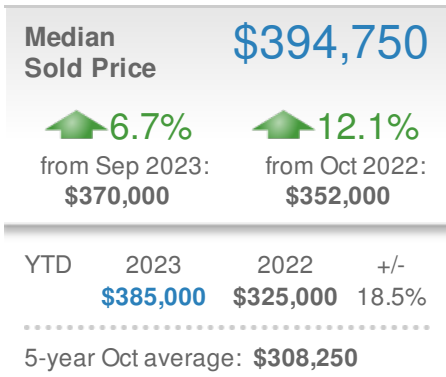 Median $394,750
Sold Price
6.7% 12.1%
from Sep 2023: from Oct 2022:
$370,000 $352,000
YTD 2023 2022 +/-
$385,000 $325,000 18.5%
5-year Oct average: $308,250